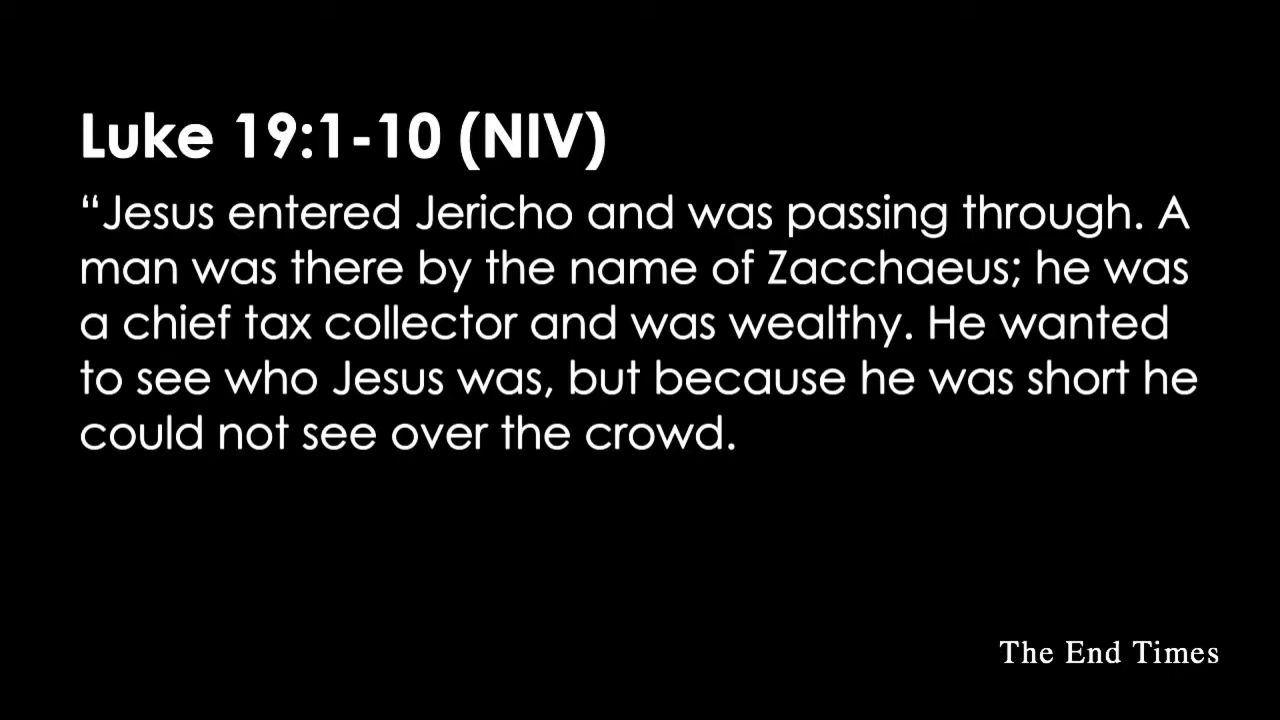 Luke 19:1-10 (NIV)
“Jesus entered Jericho and was passing through. A
man was there by the name of Zacchaeus; he was
a chief tax collector and was wealthy. He wanted
to see who Jesus was, but because he was short he
could not see over the crowd.
The End Times